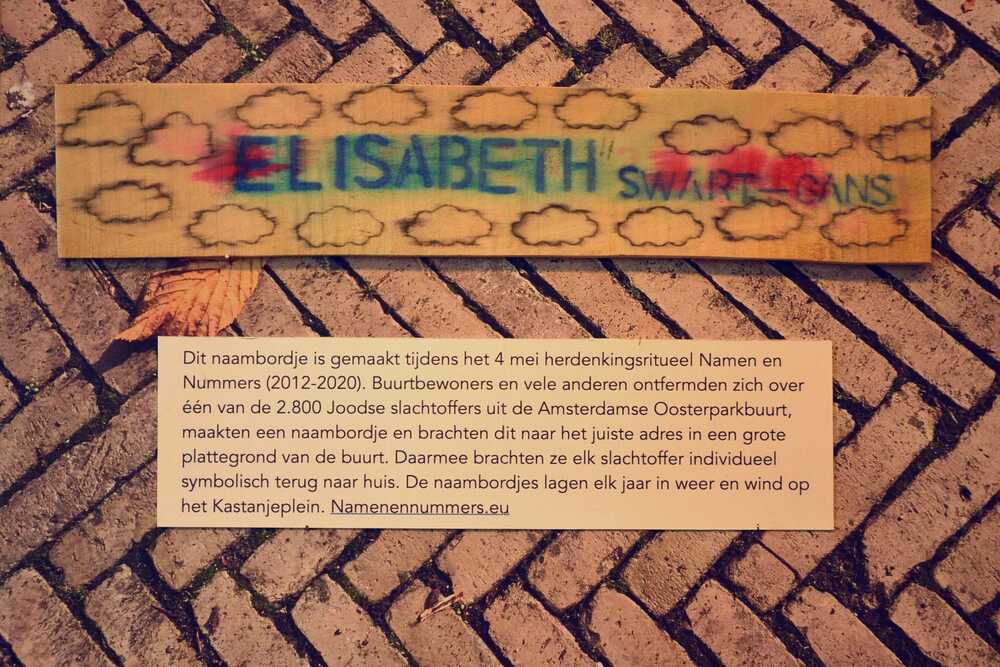 ELISABETH SWART-GANS
Dit naambordje is gemaakt tijdens het 4 mei herdenkingsritueel Namen en
Nummers (2012-2020). Buurtbewoners en vele anderen ontfermden zich over
één van de 2.800 Joodse slachtoffers uit de Amsterdamse Oosterparkbuurt,
maakten een naambordje en brachten dit naar het juiste adres in een grote
plattegrond van de buurt. Daarmee brachten ze elk slachtoffer individueel
symbolisch terug naar huis. De naambordjes lagen elk jaar in weer en wind op
het Kastanjeplein. Namenennummers.eu